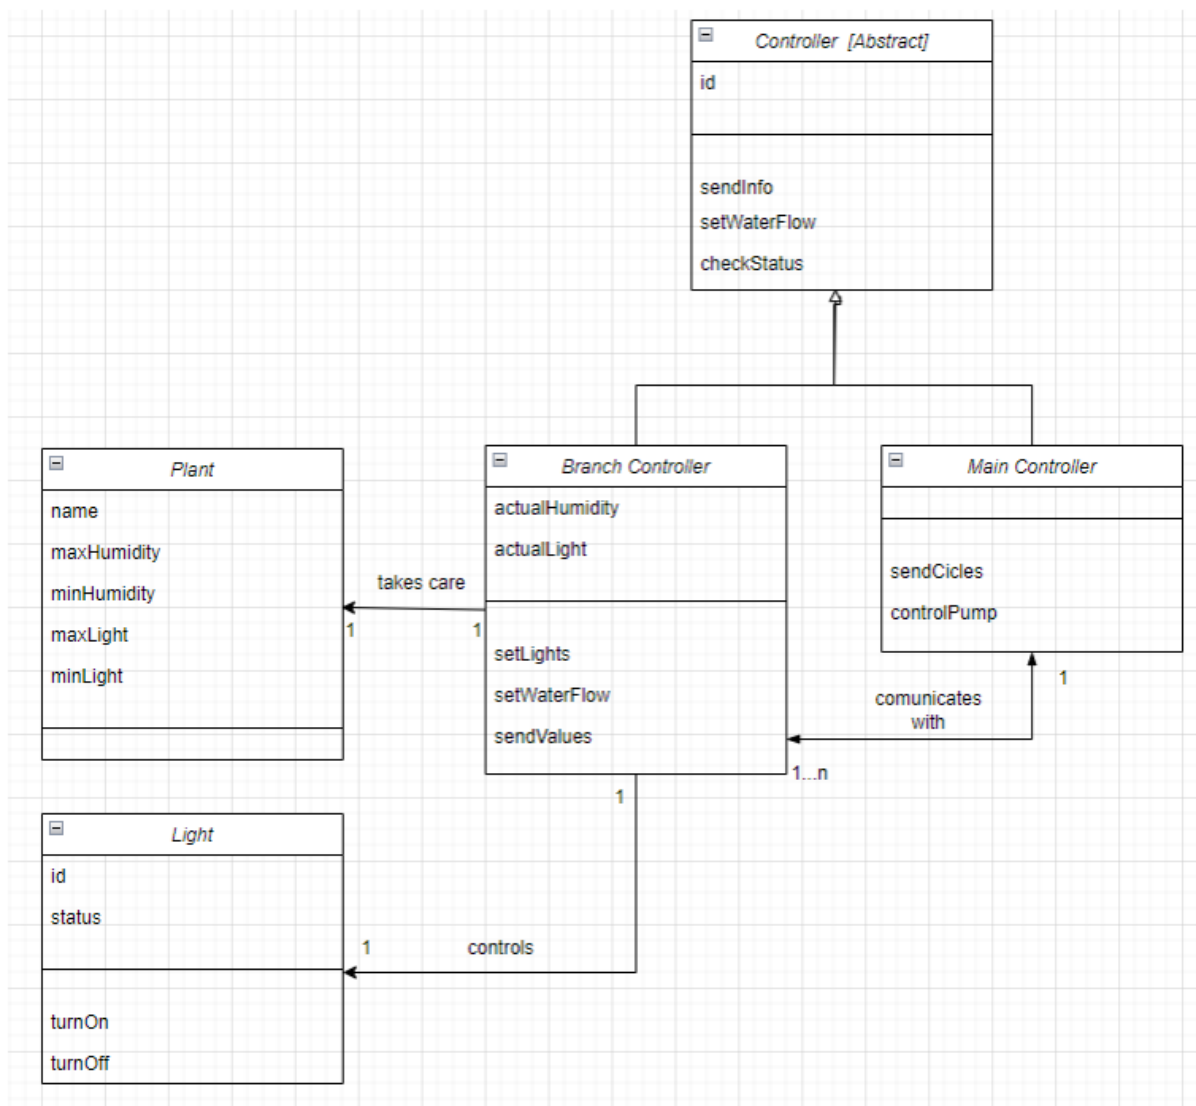 Controller [Abstract]
id
sendInfo
setWaterFlow
checkStatus
Plant
name
maxHumidity
minHumidity
maxLight
minLight
takes care
1
1
Branch Controller
actualHumidity
actualLight
setLights
setWaterFlow
sendValues
Main Controller
sendCicles
controlPump
comunicates
with
1
1...n
1
Light
id
status
turnOn
turnOff
1
controls